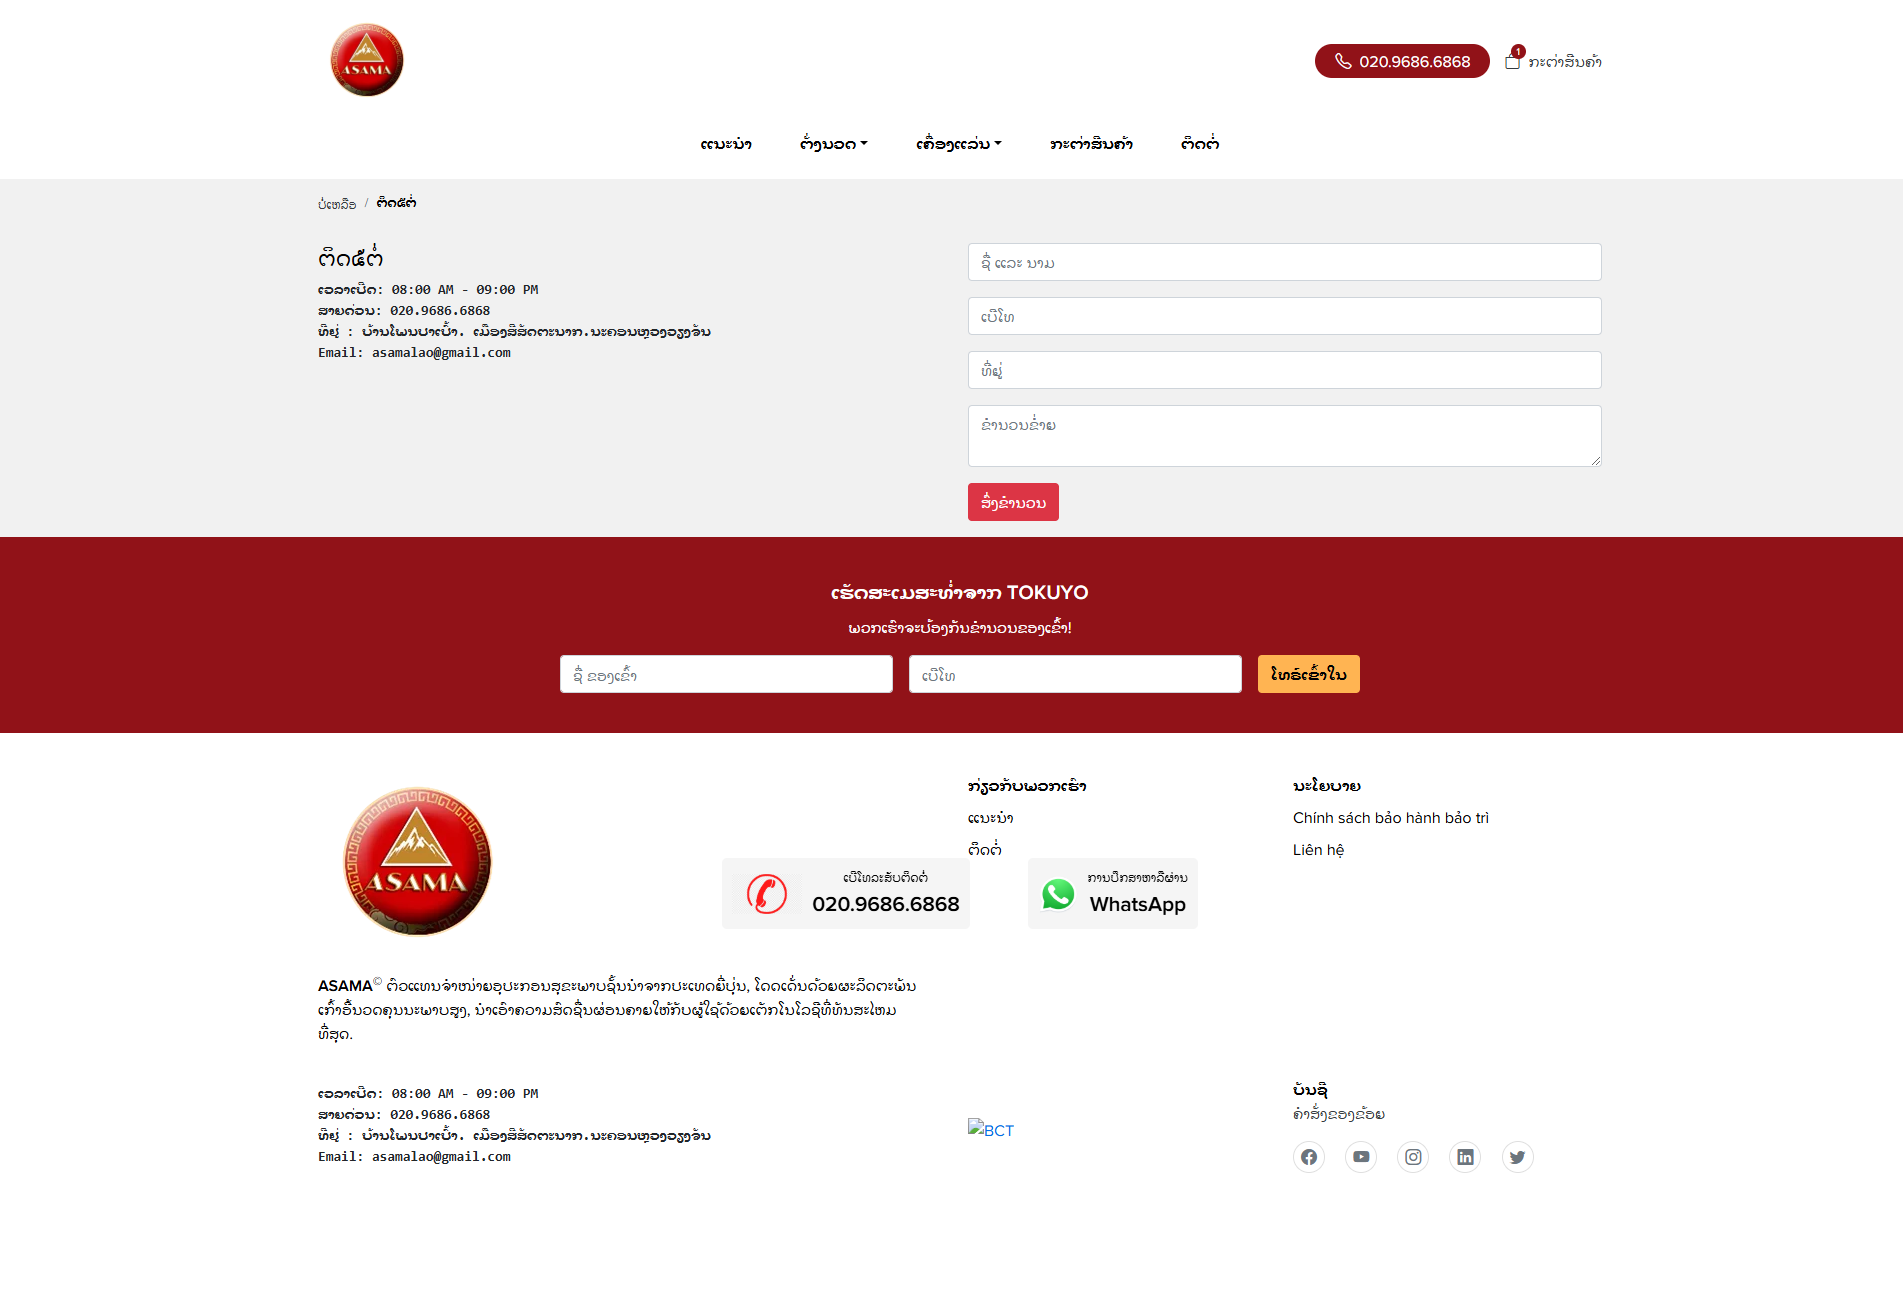 ASAMA
020.9686.6868
1
ກະຕ່າສິນຄ້າ
ແນະນຳ
ຕັ່ງນວດ
ເຄື່ອງແລ່ນ
ກະຕ່າສິນຄ້າ
ຕິດຕໍ່
ບໍ່ເຫລືອ / ຕິດຕໍ່
ຕິດຕໍ່
ເວລາເປີດ: 08:00 AM - 09:00 PM
ສາຍດ່ວນ: 020.9686.6868
ທີ່ຢູ່ : ບ້ານໂພນປາເປົ້າ. ເມືອງສີສັດຕະນາກ.ນະຄອນຫຼວງວຽງຈັນ
Email: asamalao@gmail.com
ຊື່ ແລະ ນາມ
ເບີໂທ
ທີ່ຢູ່
ຂໍານວນຂໍ່າຍ
ສົ່ງຂໍານວນ
ເຮັດສະເມສະທໍ່າຈາກ TOKUYO
ພວກເຮົາຈະປ້ອງກັນຂໍານວນຂອງເຂົ້າ!
ຊື່ ຂອງເຂົ້າ
ເບີໂທ
ໂທຣ໌ເຂົ້າໃນ
ASAMA
ກ່ຽວກັບພວກເຮົາ
ແນະນຳ
ຕິດຕໍ່
ນະໂຍບາຍ
Chính sách bảo hành bảo trì
Liên hệ
ເບີໂທລະສັບຕິດຕໍ່
020.9686.6868
ການປຶກສາຫາລືຜ່ານ
WhatsApp
ASAMA© ຕົວແທນຈຳໜ່າຍອຸປະກອນສຸຂະພາບຊັ້ນນຳຈາກປະເທດຍີ່ປຸ່ນ, ໂດດເດັ່ນດ້ວຍຜະລິດຕະພັນ
ເກົ້າອີ້ນວດຄຸນນະພາບສູງ, ນຳເອົາຄວາມສົດຊື່ນຜ່ອນຄາຍໃຫ້ກັບຜູ້ໃຊ້ດ້ວຍເຕັກໂນໂລຊີທີ່ທັນສະໄຫມ
ທີ່ສຸດ.
ເວລາເປີດ: 08:00 AM - 09:00 PM
ສາຍດ່ວນ: 020.9686.6868
ທີ່ຢູ່ : ບ້ານໂພນປາເປົ້າ. ເມືອງສີສັດຕະນາກ.ນະຄອນຫຼວງວຽງຈັນ
Email: asamalao@gmail.com
BCT
ບັນຊີ
ຄຳສັ່ງຂອງຂ້ອຍ